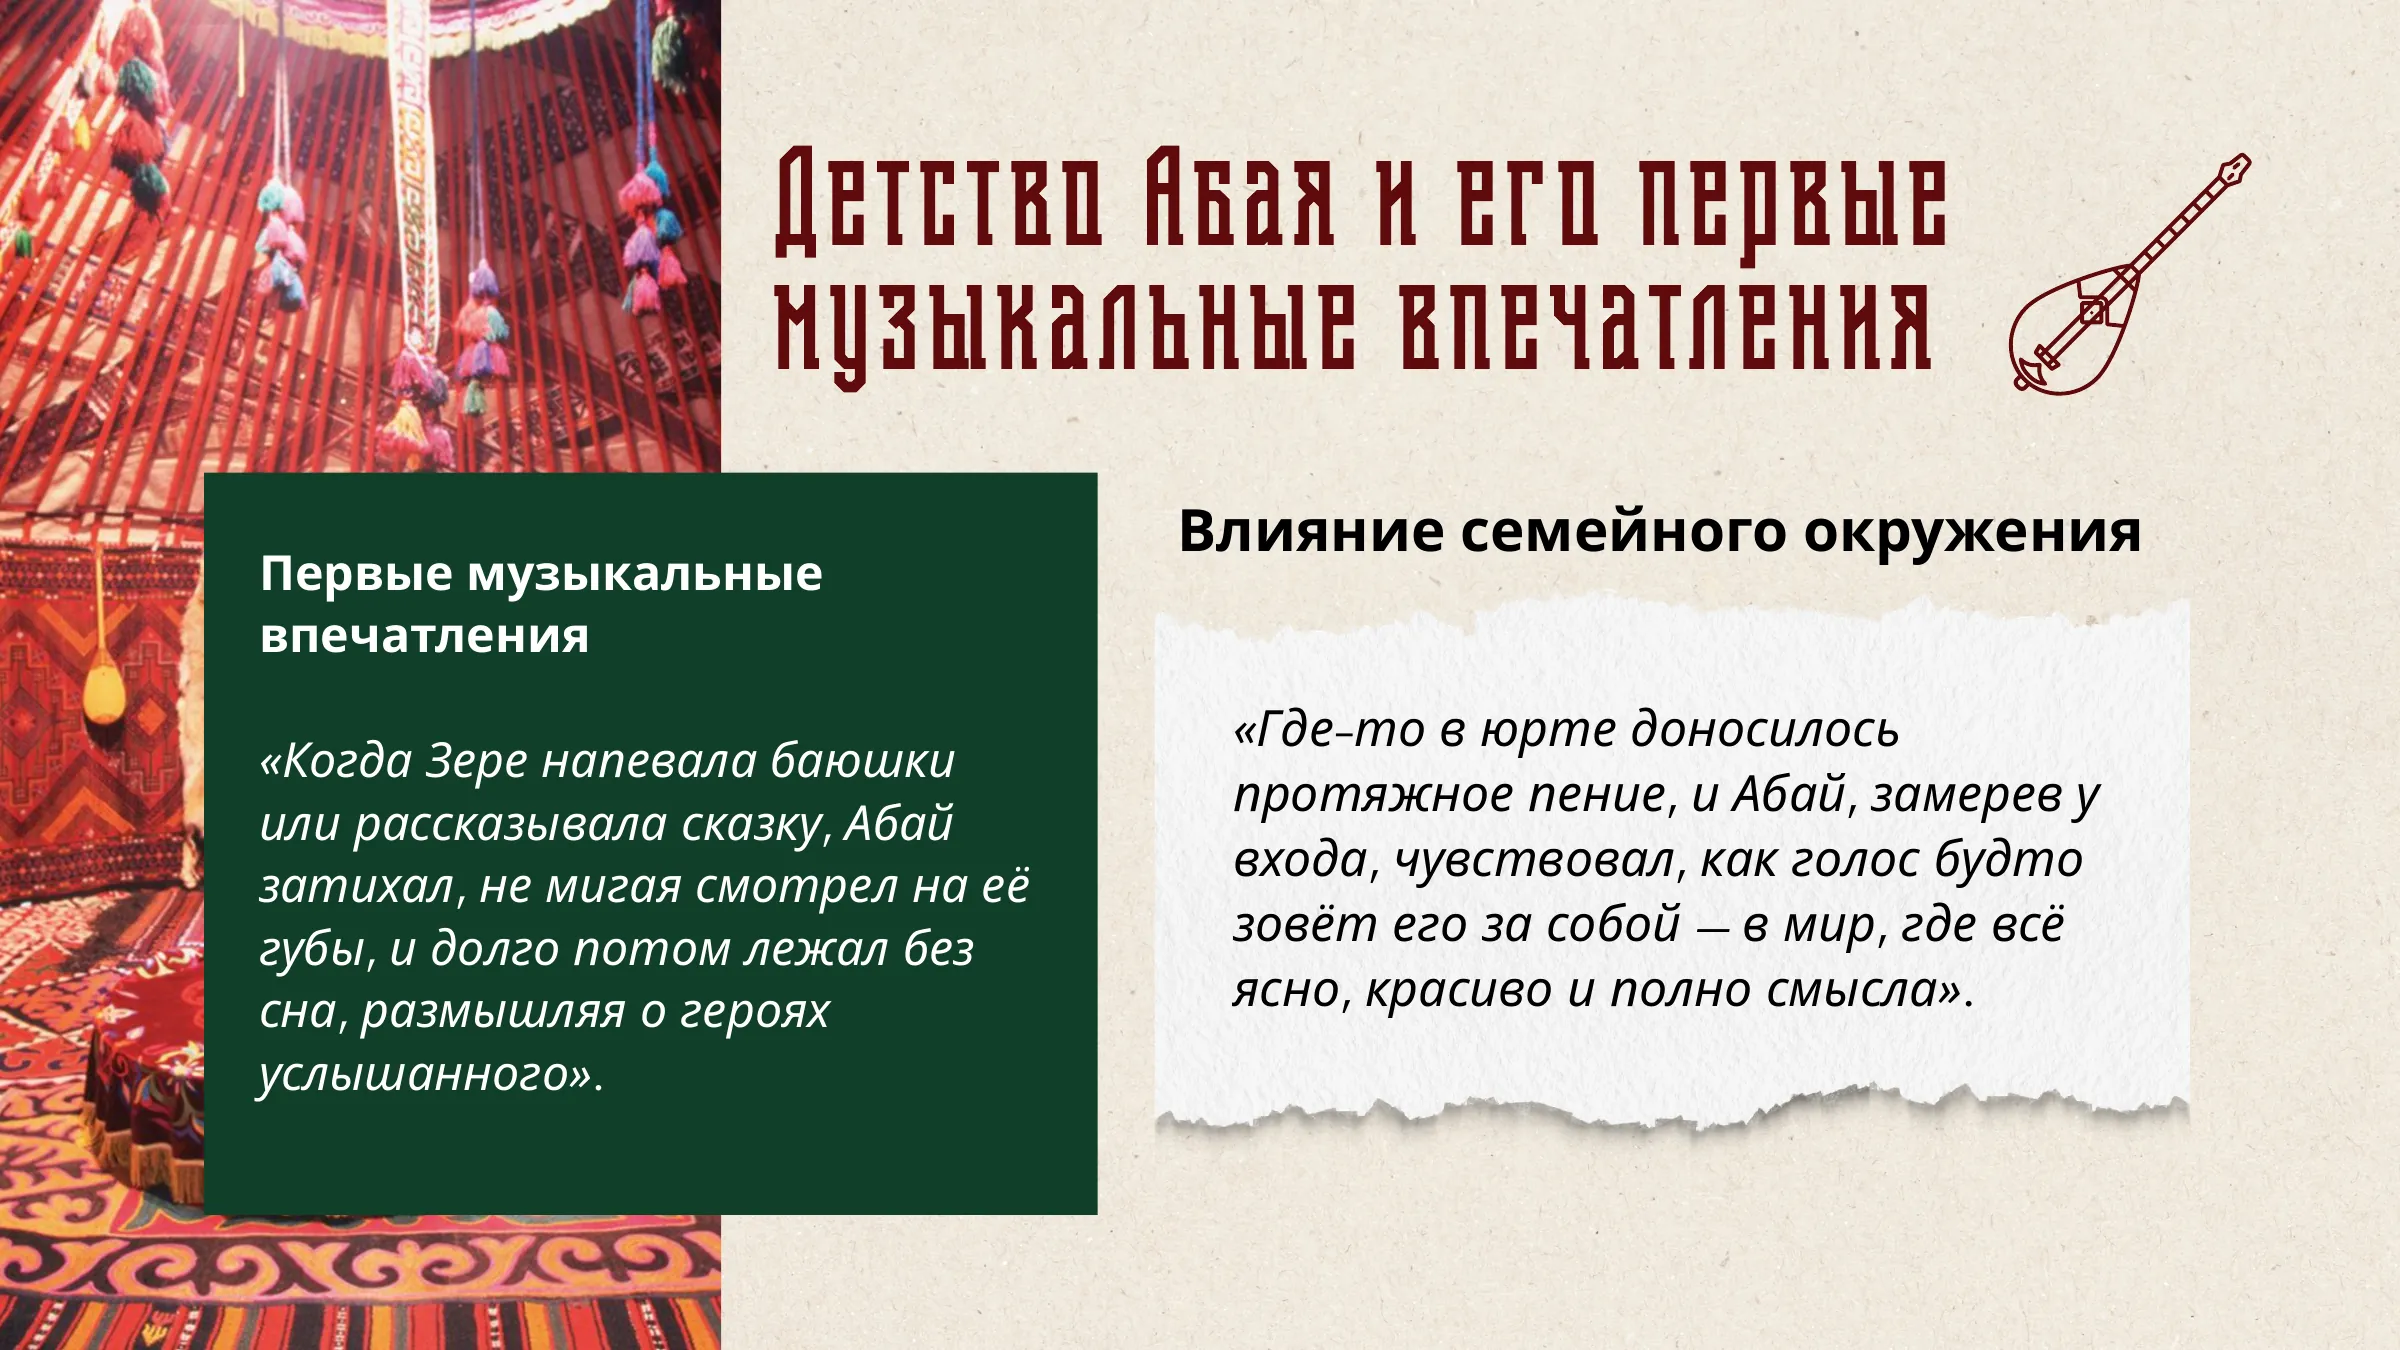 Детство Абая и его первые
музыкальные впечатления
Первые музыкальные
впечатления
«Когда Зере напевала баюшки
или рассказывала сказку, Абай
затихал, не мигая смотрел на её
губы, и долго потом лежал без
сна, размышляя о героях
услышанного».
Влияние семейного окружения
«Где–то в юрте доносилось
протяжное пение, и Абай, замерев у
входа, чувствовал, как голос будто
зовёт его за собой — в мир, где всё
ясно, красиво и полно смысла».